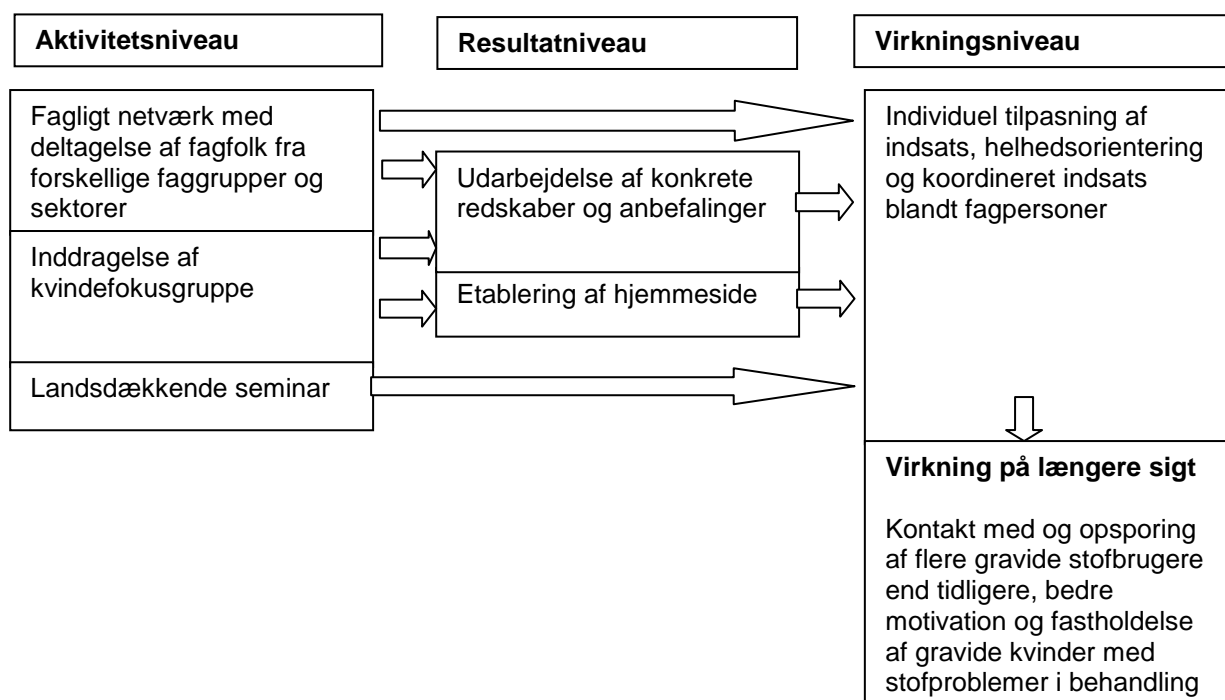 Aktivitetsniveau
Resultatniveau
Virkningsniveau
Fagligt netværk med
deltagelse af fagfolk fra
forskellige faggrupper og
sektorer
Inddragelse af
kvindefokusgruppe
Landsdækkende seminar
Udarbejdelse af konkrete
redskaber og anbefalinger
Etablering af hjemmeside
Individuel tilpasning af
indsats, helhedsorientering
og koordineret indsats
blandt fagpersoner
Virkning på længere sigt
Kontakt med og opsporing
af flere gravide stofbrugere
end tidligere, bedre
motivation og fastholdelse
af gravide kvinder med
stofproblemer i behandling